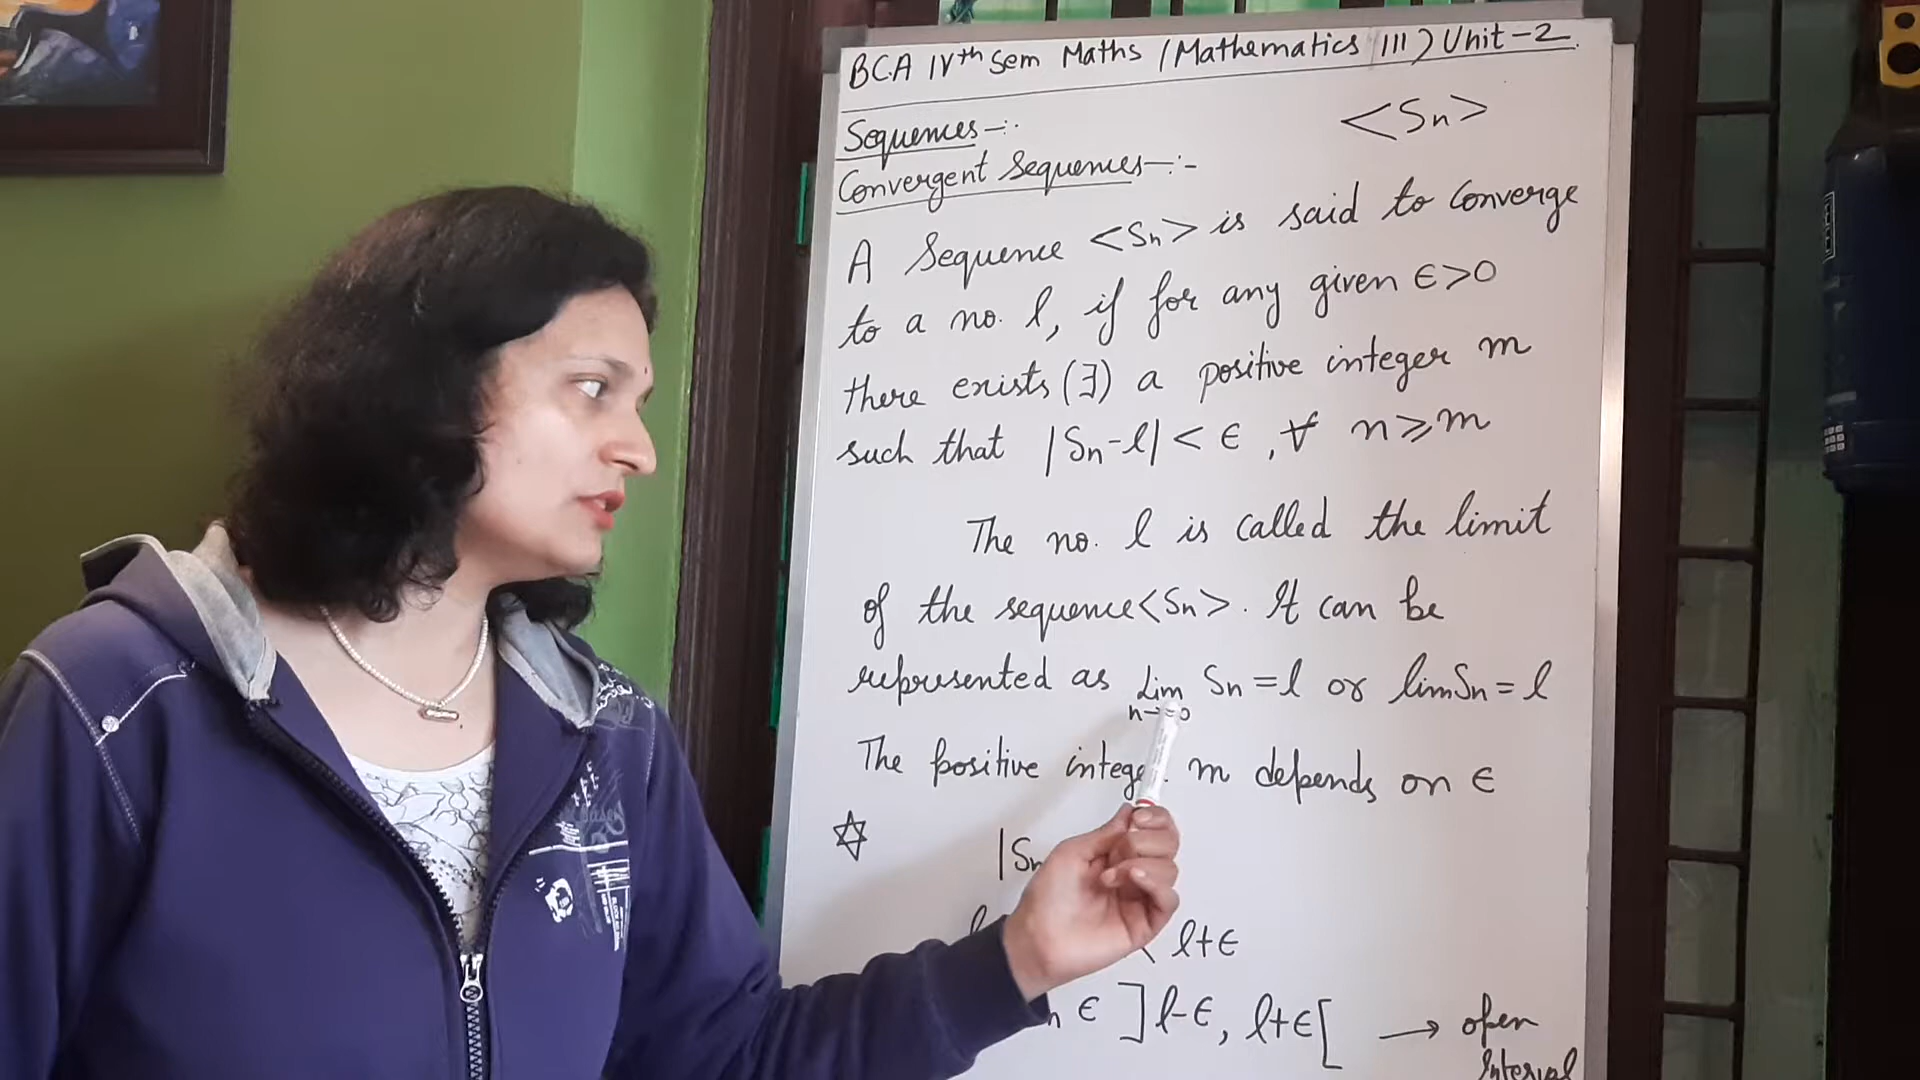 BCA IVth Sem Maths (Mathematics III) Unit-2.
<Sn>
Sequences-:.
Convergent Sequences-:-
A Sequence <Sn> is said to converge
to a no. l, if for any given ∈>0
there exists (∃) a positive integer m
such that |Sn-l| < ∈, ∀ n≥m
The no. l is called the limit
of the sequence <Sn>. It can be
represented as Lim Sn = l or lim Sn = l
n→∞
The positive integer m depends on ∈
|Sn
< l+∈
n ∈ ]l-∈, l+∈[ → open
Interval